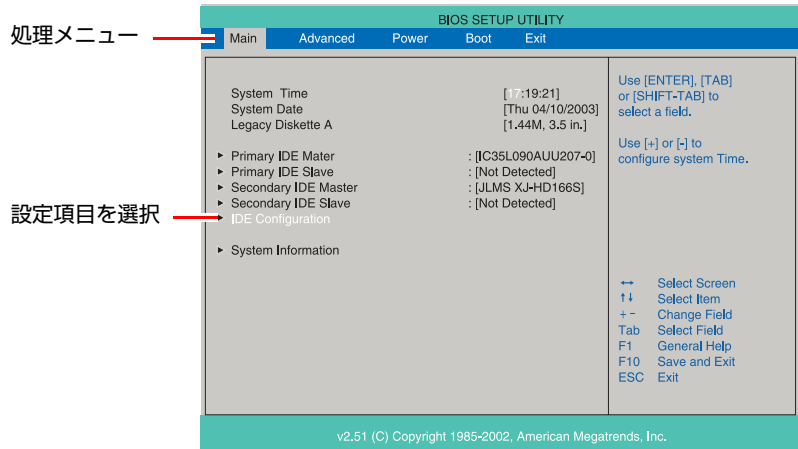 BIOS SETUP UTILITY
処理メニュー
Main Advanced Power Boot Exit
System Time [17:19:21]
System Date [Thu 04/10/2003]
Legacy Diskette A [1.44M, 3.5 in.]
Primary IDE Mater : [IC35L090AUU207-0]
Primary IDE Slave : [Not Detected]
Secondary IDE Master : [JLMS XJ-HD166S]
Secondary IDE Slave : [Not Detected]
設定項目を選択
IDE Configuration
System Information
Use [ENTER], [TAB]
or [SHIFT-TAB] to
select a field.
Use [+] or [-] to
configure system Time.
↔ Select Screen
↑↓ Select Item
+ - Change Field
Tab Select Field
F1 General Help
F10 Save and Exit
ESC Exit
v2.51 (C) Copyright 1985-2002, American Megatrends, Inc.